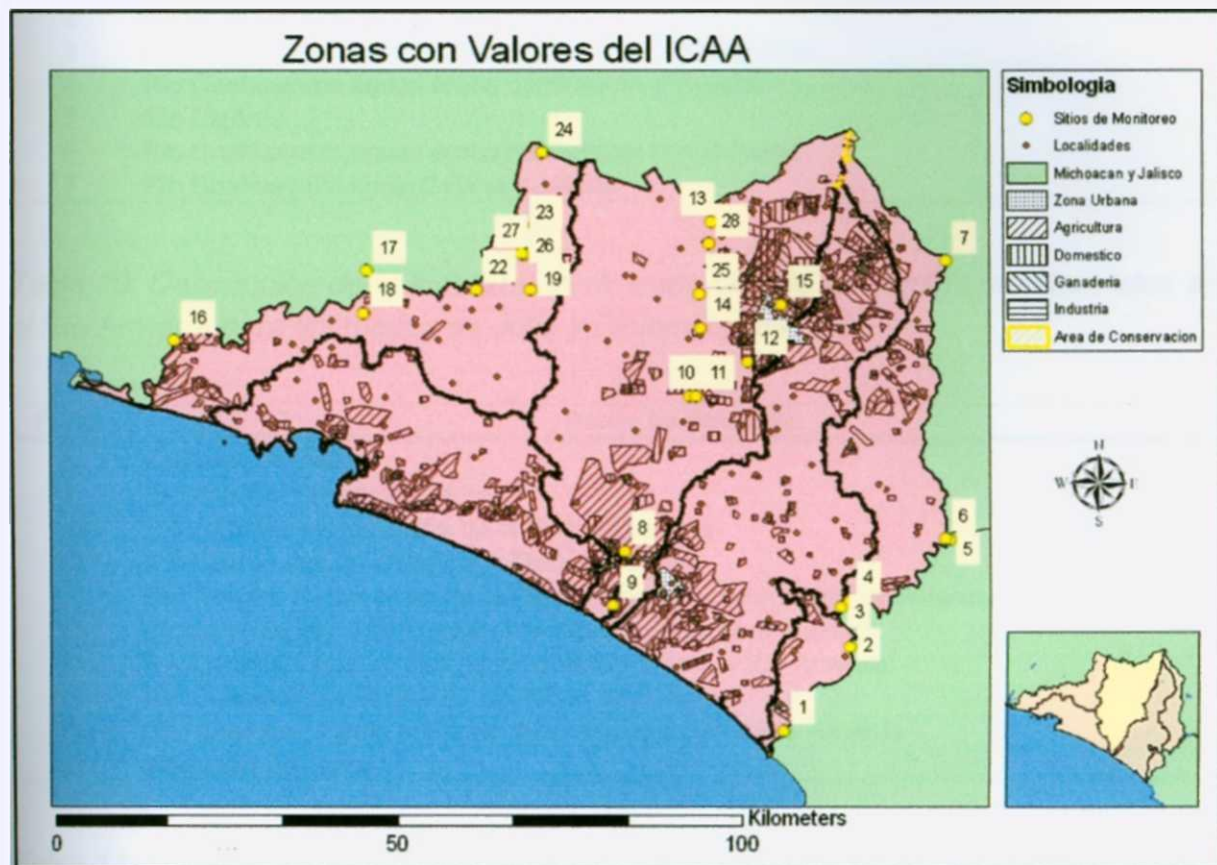 Zonas con Valores del ICAA
Simbologia
Sitios de Monitoreo
Localidades
Michoacan y Jalisco
Zona Urbana
Agricultura
Domestico
Ganaderia
Industria
Area de Conservacion
24
13
23
28
27
26
17
7
22
19
25
18
14
15
16
12
10
11
6
5
8
9
4
3
2
1
N
W
E
S
Kilometers
0
50
100